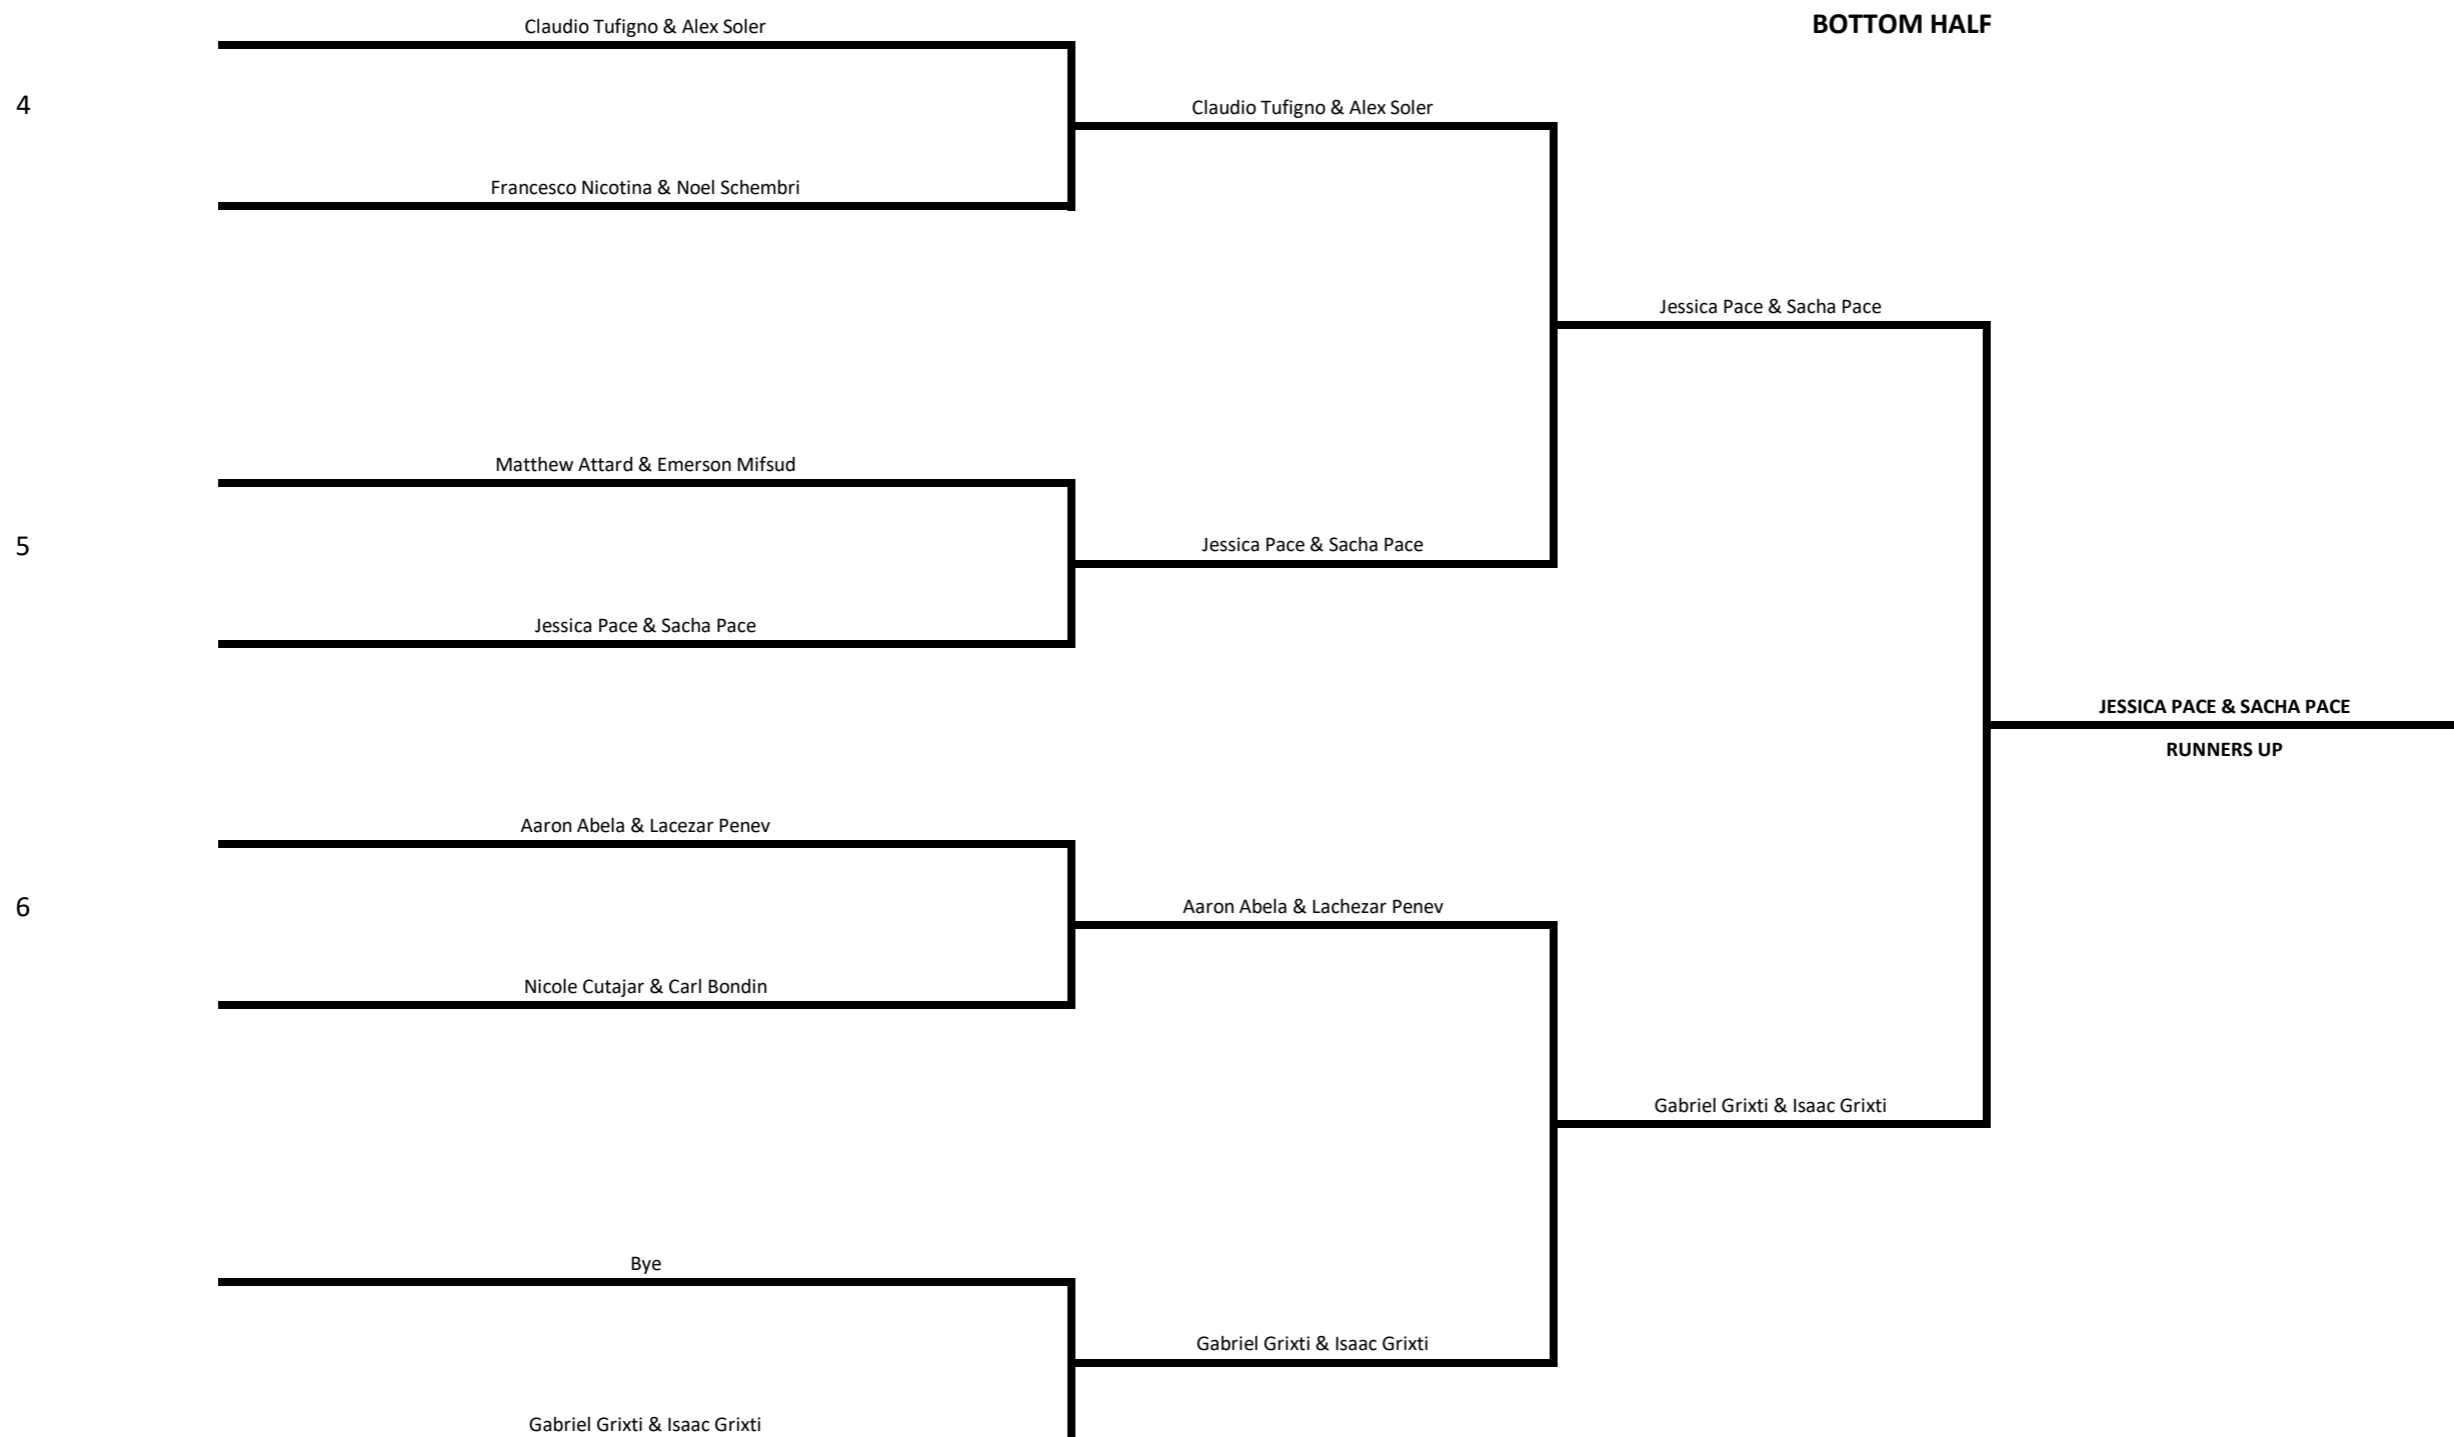 Claudio Tufigno & Alex Soler
BOTTOM HALF
4
Claudio Tufigno & Alex Soler
Francesco Nicotina & Noel Schembri
Jessica Pace & Sacha Pace
Matthew Attard & Emerson Mifsud
5
Jessica Pace & Sacha Pace
Jessica Pace & Sacha Pace
JESSICA PACE & SACHA PACE
RUNNERS UP
Aaron Abela & Lacezar Penev
6
Aaron Abela & Lachezar Penev
Nicole Cutajar & Carl Bondin
Gabriel Grixti & Isaac Grixti
Bye
Gabriel Grixti & Isaac Grixti
Gabriel Grixti & Isaac Grixti